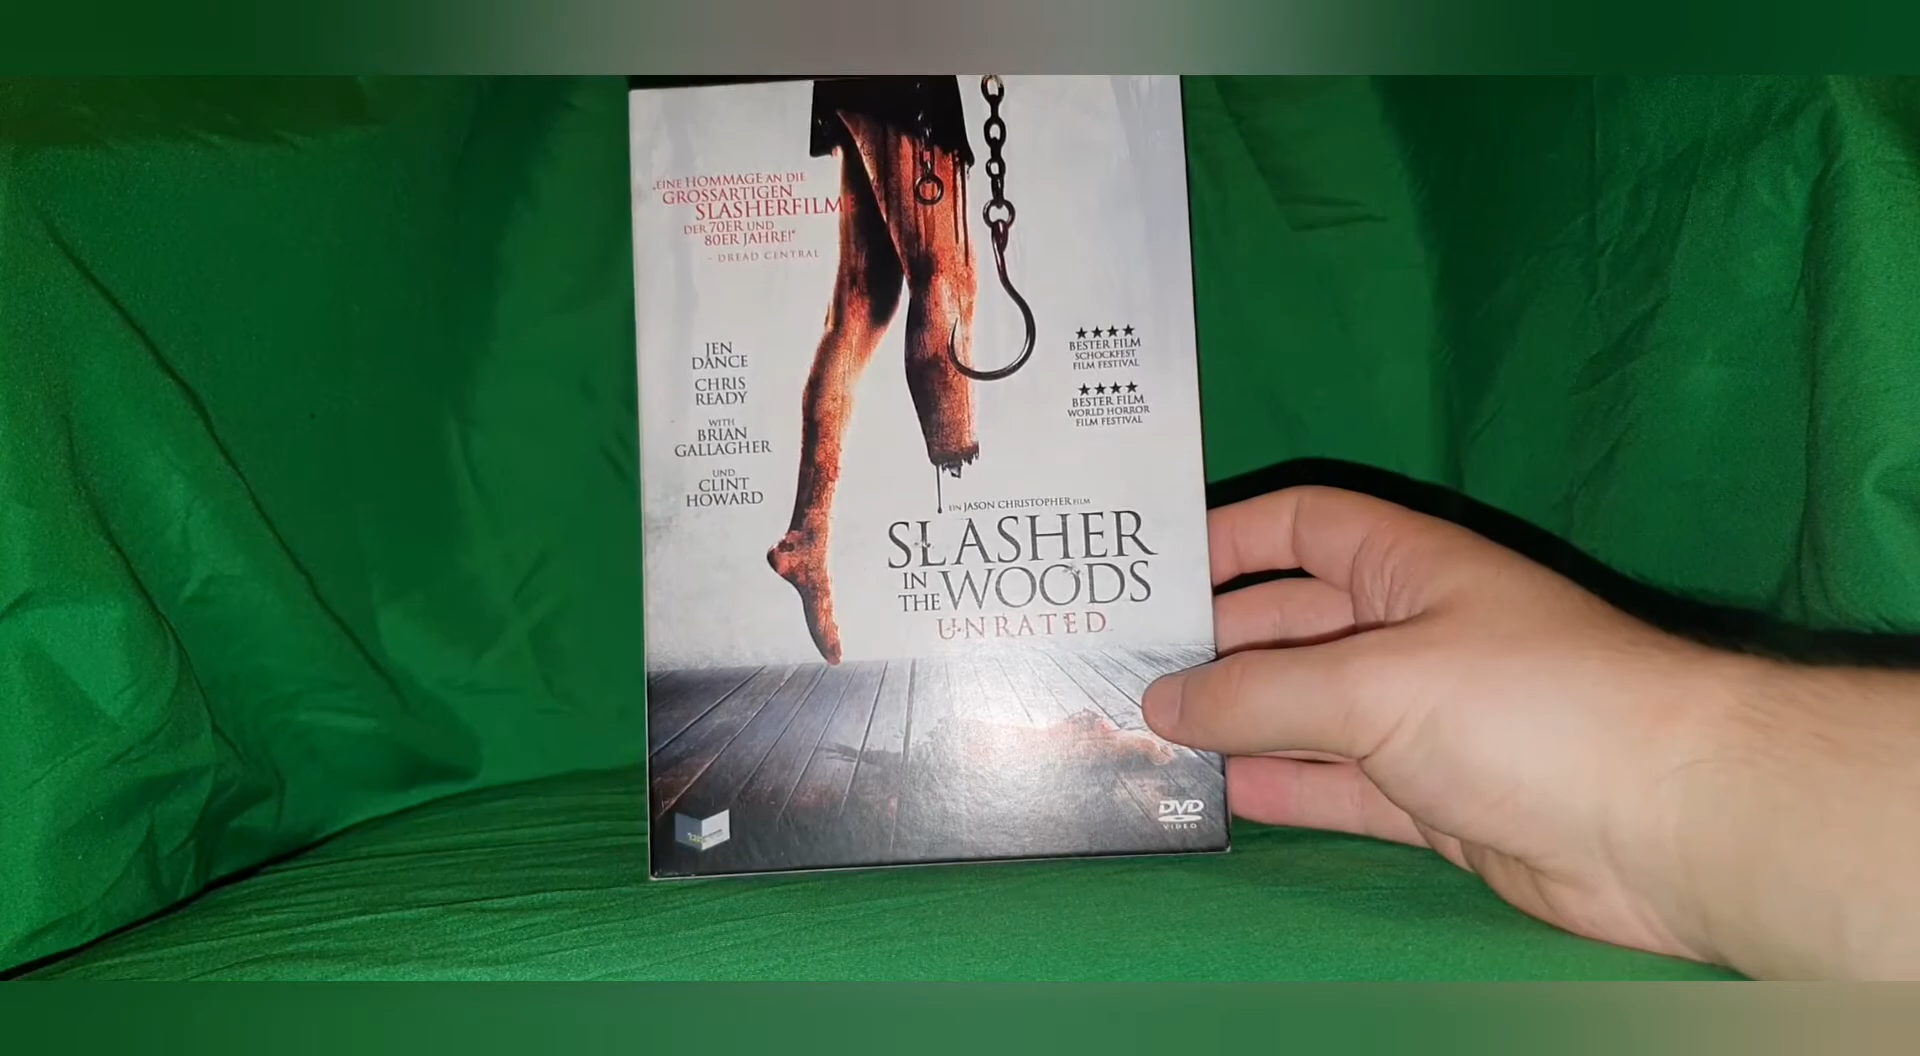 „EINE HOMMAGE AN DIE
GROSSARTIGEN
SLASHERFILME
DER 70ER UND
80ER JAHRE!"
- DREAD CENTRAL
JEN
DANCE
CHRIS
READY
WITH
BRIAN
GALLAGHER
UND
CLINT
HOWARD
★★★★
BESTER FILM
SCHOCKFEST
FILM FESTIVAL
★★★★
BESTER FILM
WORLD HORROR
FILM FESTIVAL
EIN JASON CHRISTOPHER FILM
SLASHER
IN
THE WOODS
UNRATED
DVD
VIDEO